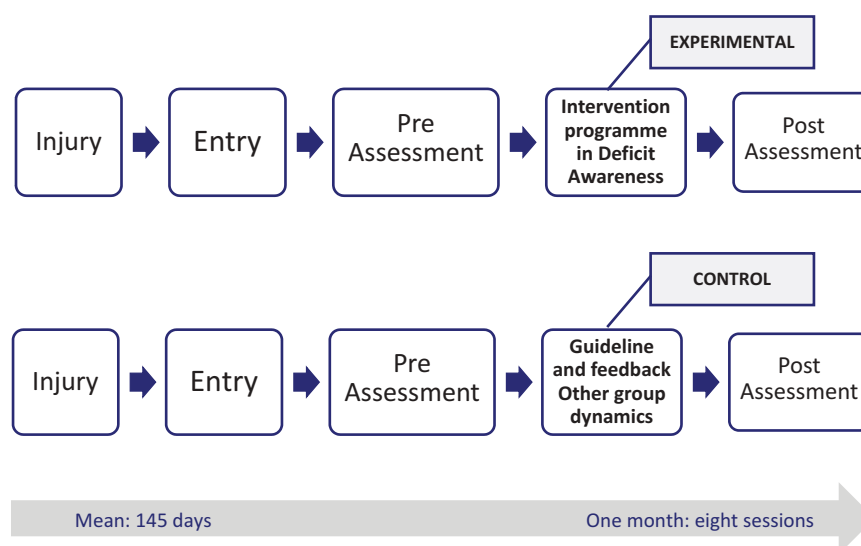 EXPERIMENTAL
Injury
Entry
Pre
Assessment
Intervention
programme
in Deficit
Awareness
Post
Assessment
CONTROL
Injury
Entry
Pre
Assessment
Guideline
and feedback
Other group
dynamics
Post
Assessment
Mean: 145 days
One month: eight sessions